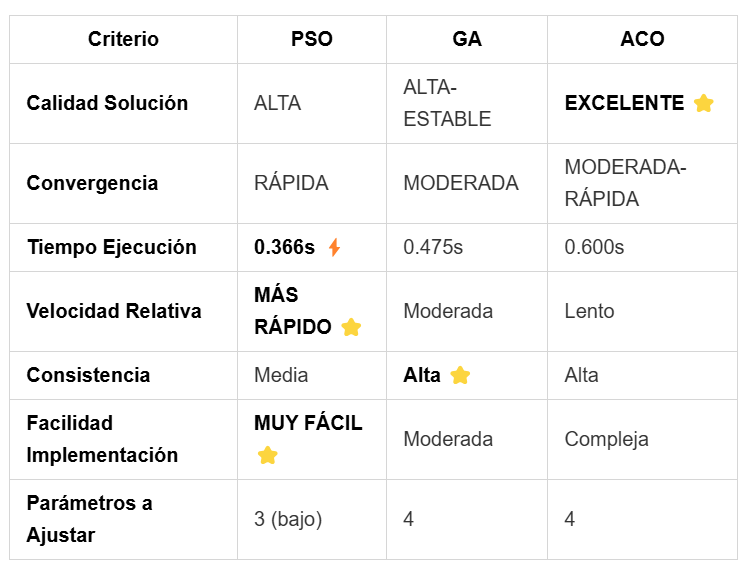 Criterio PSO GA ACO
Calidad Solución ALTA ALTA-
ESTABLE EXCELENTE ⭐
Convergencia RÁPIDA MODERADA MODERADA-
RÁPIDA
Tiempo Ejecución 0.366s ⚡ 0.475s 0.600s
Velocidad Relativa MÁS
RÁPIDO ⭐ Moderada Lento
Consistencia Media Alta ⭐ Alta
Facilidad
Implementación MUY FÁCIL
⭐ Moderada Compleja
Parámetros a
Ajustar 3 (bajo) 4 4